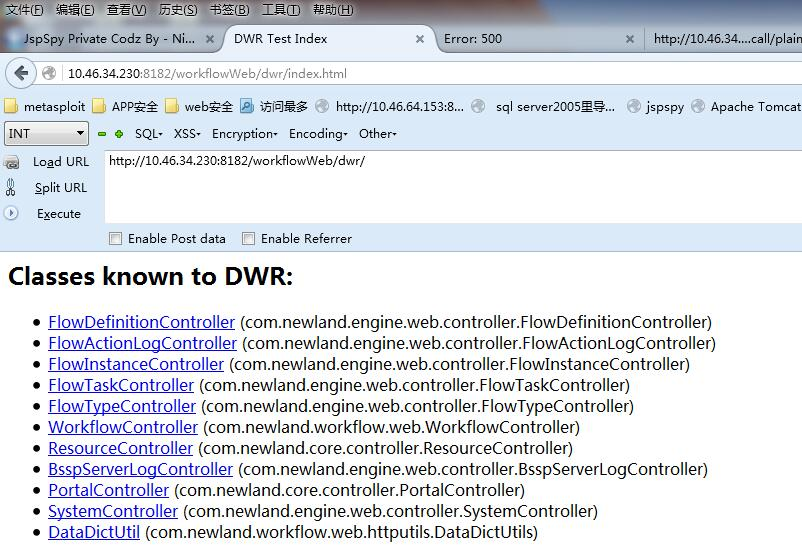 文件(F) 编辑(E) 查看(V) 历史(S) 书签(B) 工具(T) 帮助(H)
JspSpy Private Codz By - Ni... × DWR Test Index × Error: 500 × http://10.46.34....call/plain
10.46.34.230:8182/workflowWeb/dwr/index.html
metasploit APP安全 web安全 访问最多 http://10.46.64.153:8... sql server2005里导... jspspy Apache Tomcat
INT SQL XSS Encryption Encoding Other
Load URL http://10.46.34.230:8182/workflowWeb/dwr/
Split URL
Execute
Enable Post data Enable Referrer
Classes known to DWR:
• FlowDefinitionController (com.newland.engine.web.controller.FlowDefinitionController)
• FlowActionLogController (com.newland.engine.web.controller.FlowActionLogController)
• FlowInstanceController (com.newland.engine.web.controller.FlowInstanceController)
• FlowTaskController (com.newland.engine.web.controller.FlowTaskController)
• FlowTypeController (com.newland.engine.web.controller.FlowTypeController)
• WorkflowController (com.newland.workflow.web.WorkflowController)
• ResourceController (com.newland.core.controller.ResourceController)
• BsspServerLogController (com.newland.engine.web.controller.BsspServerLogController)
• PortalController (com.newland.core.controller.PortalController)
• SystemController (com.newland.engine.web.controller.SystemController)
• DataDictUtil (com.newland.workflow.web.httputils.DataDictUtils)